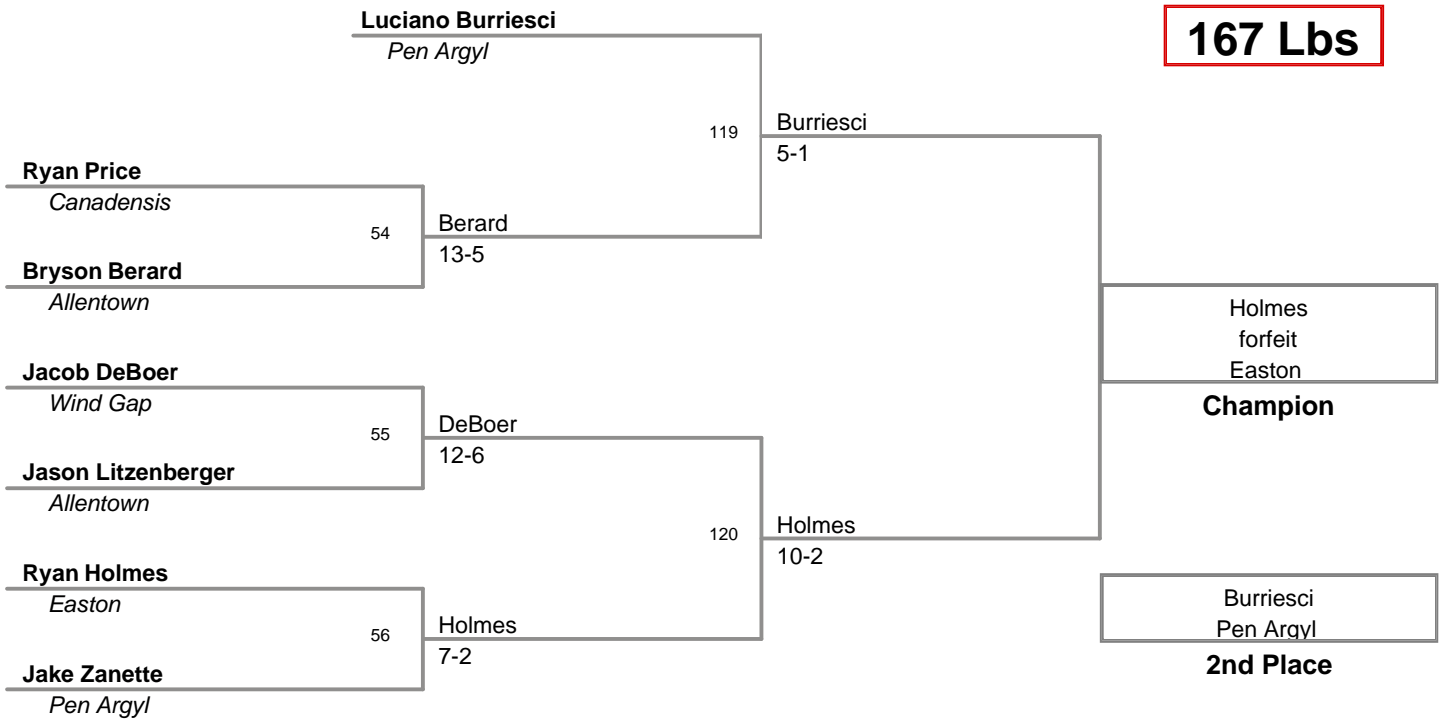 Luciano Burriesci
Pen Argyl
167 Lbs
119
Burriesci
5-1
Ryan Price
Canadensis
54
Berard
13-5
Bryson Berard
Allentown
Holmes
forfeit
Easton
Champion
Jacob DeBoer
Wind Gap
55
DeBoer
12-6
Jason Litzenberger
Allentown
120
Holmes
10-2
Ryan Holmes
Easton
56
Holmes
7-2
Jake Zanette
Pen Argyl
Burriesci
Pen Argyl
2nd Place